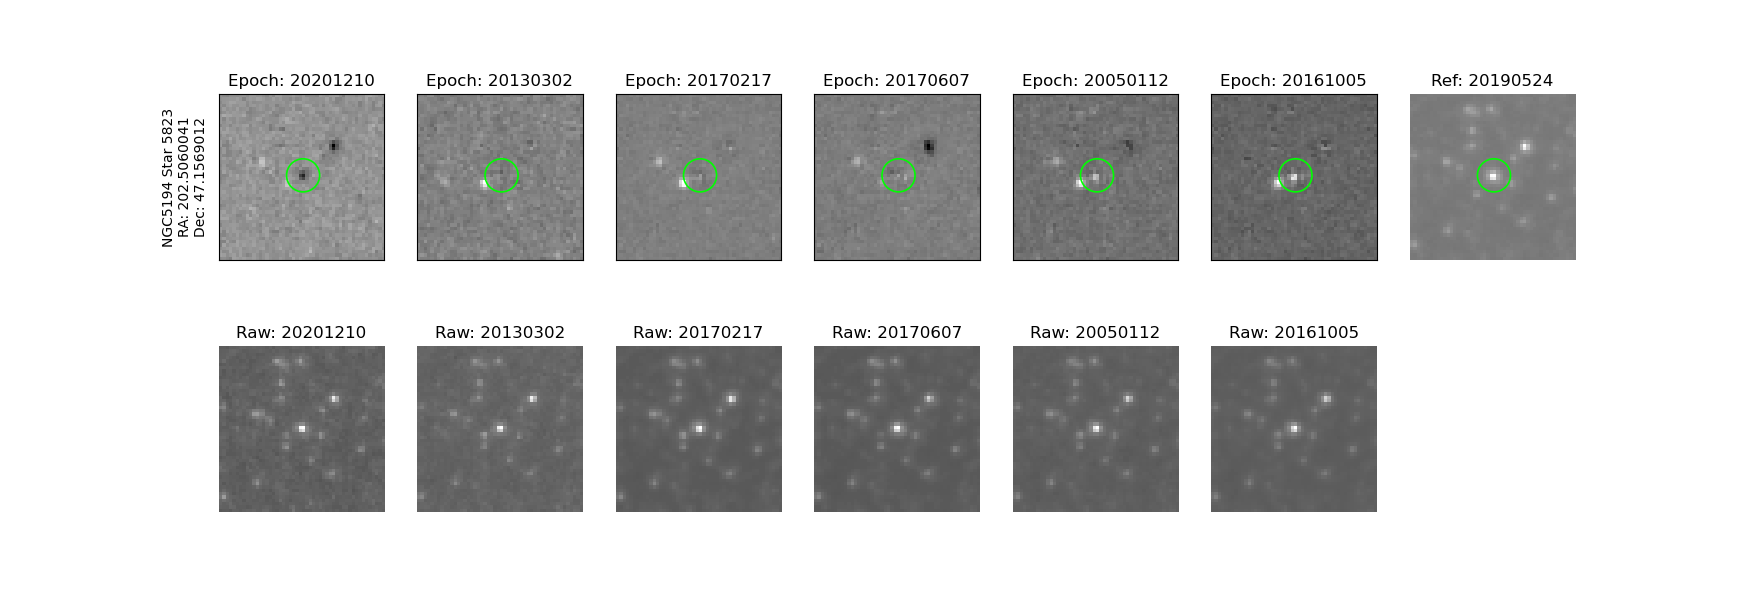 Epoch: 20201210
Epoch: 20130302
Epoch: 20170217
Epoch: 20170607
Epoch: 20050112
Epoch: 20161005
Ref: 20190524
NGC5194 Star 5823
RA: 202.5060041
Dec: 47.1569012
Raw: 20201210
Raw: 20130302
Raw: 20170217
Raw: 20170607
Raw: 20050112
Raw: 20161005